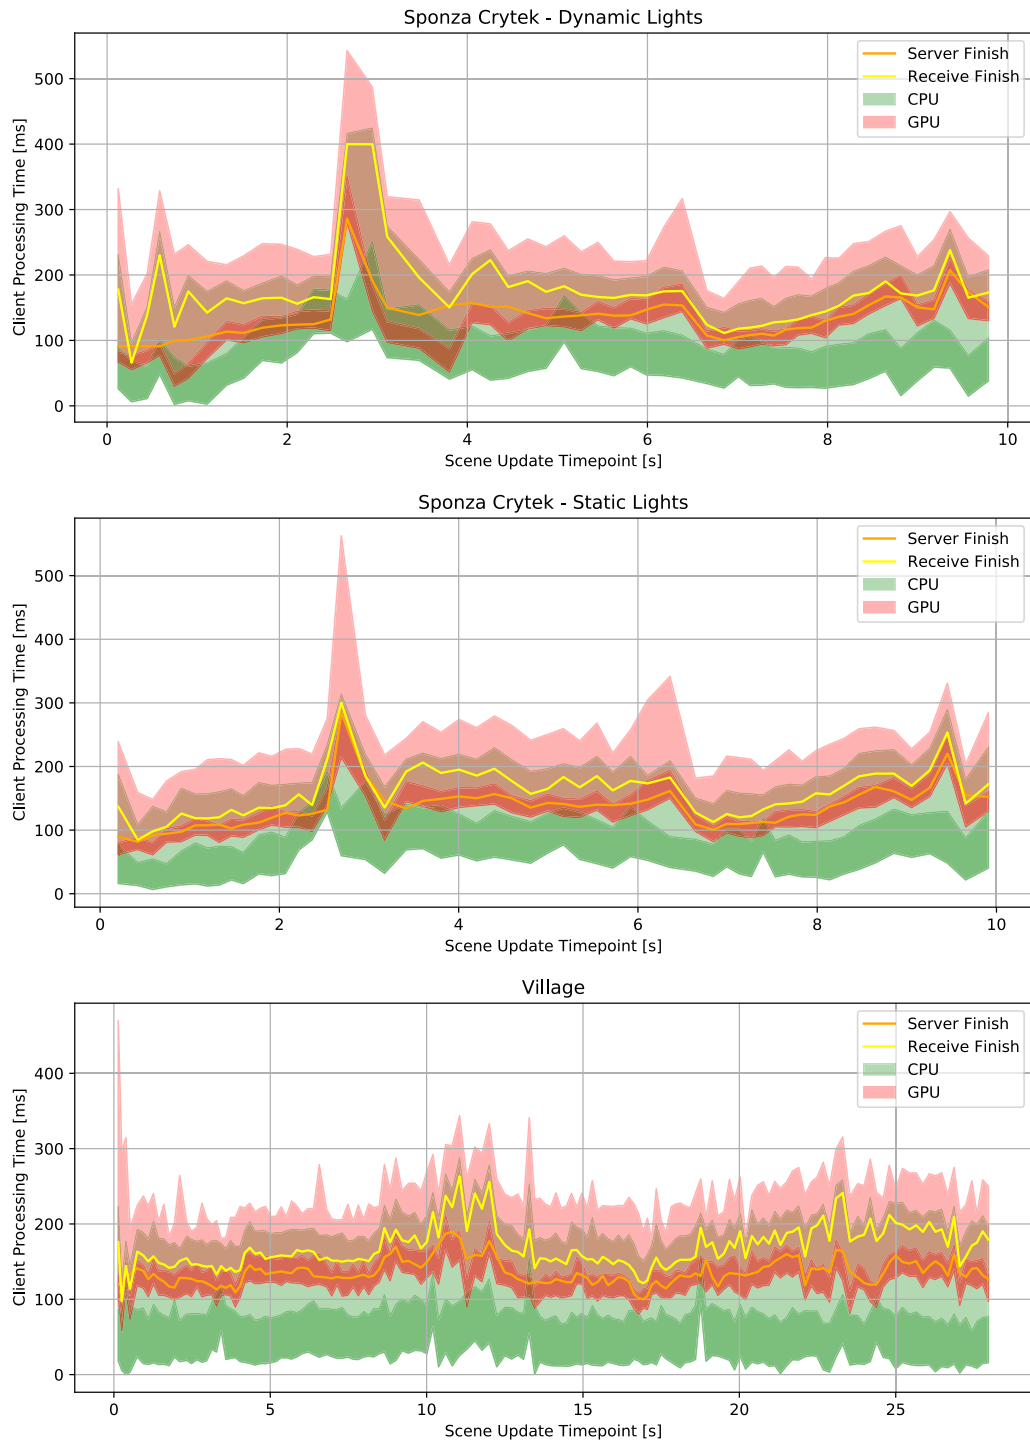 Sponza Crytek - Dynamic Lights
Client Processing Time [ms]
500
400
300
200
100
0
Server Finish
Receive Finish
CPU
GPU
0 2 4 6 8 10
Scene Update Timepoint [s]
Sponza Crytek - Static Lights
Client Processing Time [ms]
500
400
300
200
100
0
Server Finish
Receive Finish
CPU
GPU
0 2 4 6 8 10
Scene Update Timepoint [s]
Village
Client Processing Time [ms]
400
300
200
100
0
Server Finish
Receive Finish
CPU
GPU
0 5 10 15 20 25
Scene Update Timepoint [s]